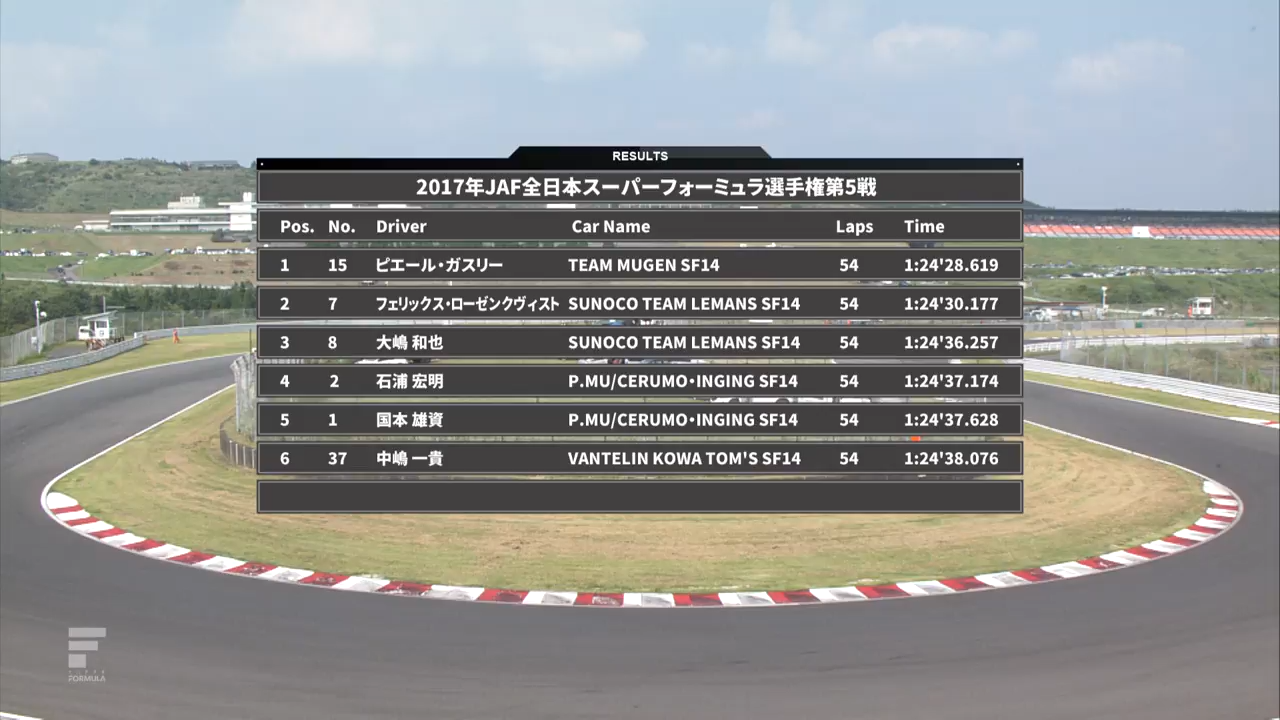 RESULTS
2017年JAF全日本スーパーフォーミュラ選手権第5戦
Pos. No. Driver Car Name Laps Time
1 15 ピエール・ガスリー TEAM MUGEN SF14 54 1:24'28.619
2 7 フェリックス・ローゼンクヴィスト SUNOCO TEAM LEMANS SF14 54 1:24'30.177
3 8 大嶋 和也 SUNOCO TEAM LEMANS SF14 54 1:24'36.257
4 2 石浦 宏明 P.MU/CERUMO・INGING SF14 54 1:24'37.174
5 1 国本 雄資 P.MU/CERUMO・INGING SF14 54 1:24'37.628
6 37 中嶋 一貴 VANTELIN KOWA TOM'S SF14 54 1:24'38.076
SUPER
FORMULA